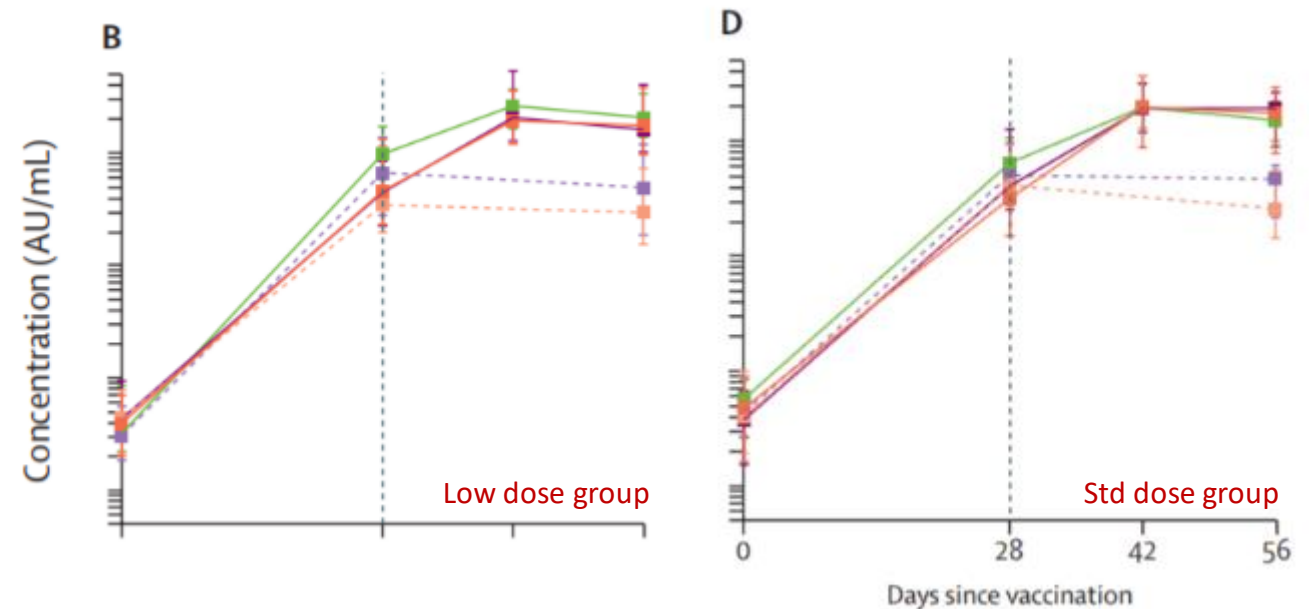 B
D
Concentration (AU/mL)
Low dose group
Std dose group
0 28 42 56
Days since vaccination